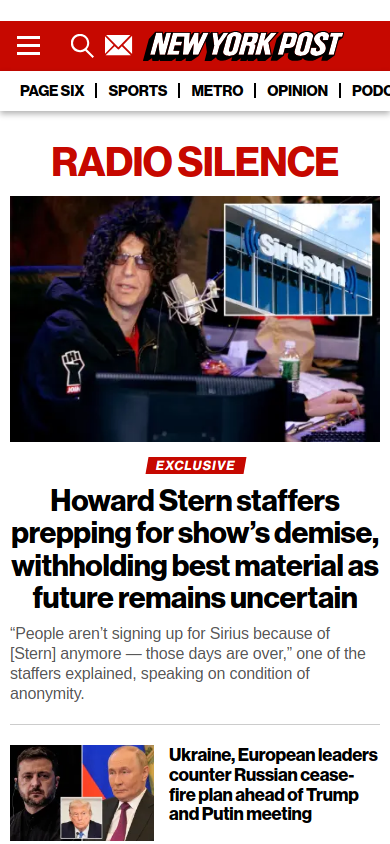 NEW YORK POST
PAGE SIX
SPORTS
METRO
OPINION
PODC
RADIO SILENCE
SiriusXM
EXCLUSIVE
Howard Stern staffers
prepping for show’s demise,
withholding best material as
future remains uncertain
“People aren’t signing up for Sirius because of
[Stern] anymore — those days are over,” one of the
staffers explained, speaking on condition of
anonymity.
Ukraine, European leaders
counter Russian cease-
fire plan ahead of Trump
and Putin meeting